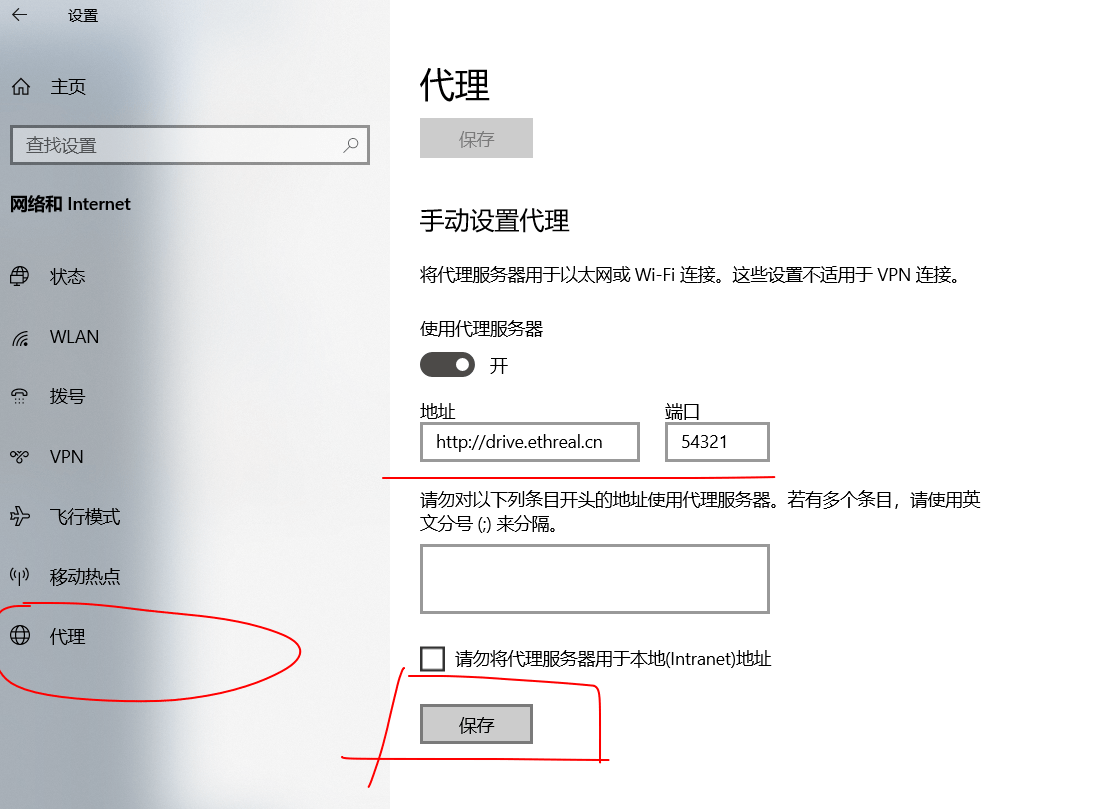 设置
主页
查找设置
网络和 Internet
状态
WLAN
拨号
VPN
飞行模式
移动热点
代理
代理
保存
手动设置代理
将代理服务器用于以太网或 Wi-Fi 连接。这些设置不适用于 VPN 连接。
使用代理服务器
开
地址 端口
http://drive.ethreal.cn 54321
请勿对以下列条目开头的地址使用代理服务器。若有多个条目，请使用英
文分号 (;) 来分隔。
请勿将代理服务器用于本地(Intranet)地址
保存